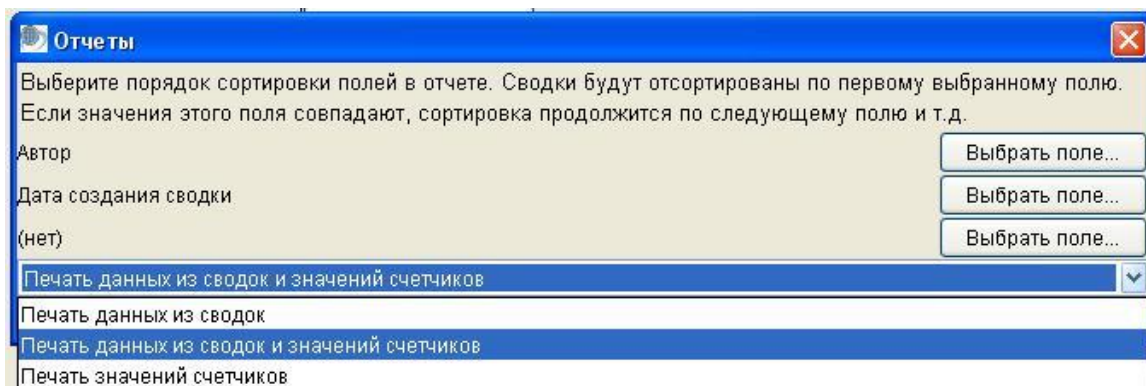 Отчеты
Выберите порядок сортировки полей в отчете. Сводки будут отсортированы по первому выбранному полю.
Если значения этого поля совпадают, сортировка продолжится по следующему полю и т.д.
Автор Выбрать поле...
Дата создания сводки Выбрать поле...
(нет) Выбрать поле...
Печать данных из сводок и значений счетчиков
Печать данных из сводок
Печать данных из сводок и значений счетчиков
Печать значений счетчиков